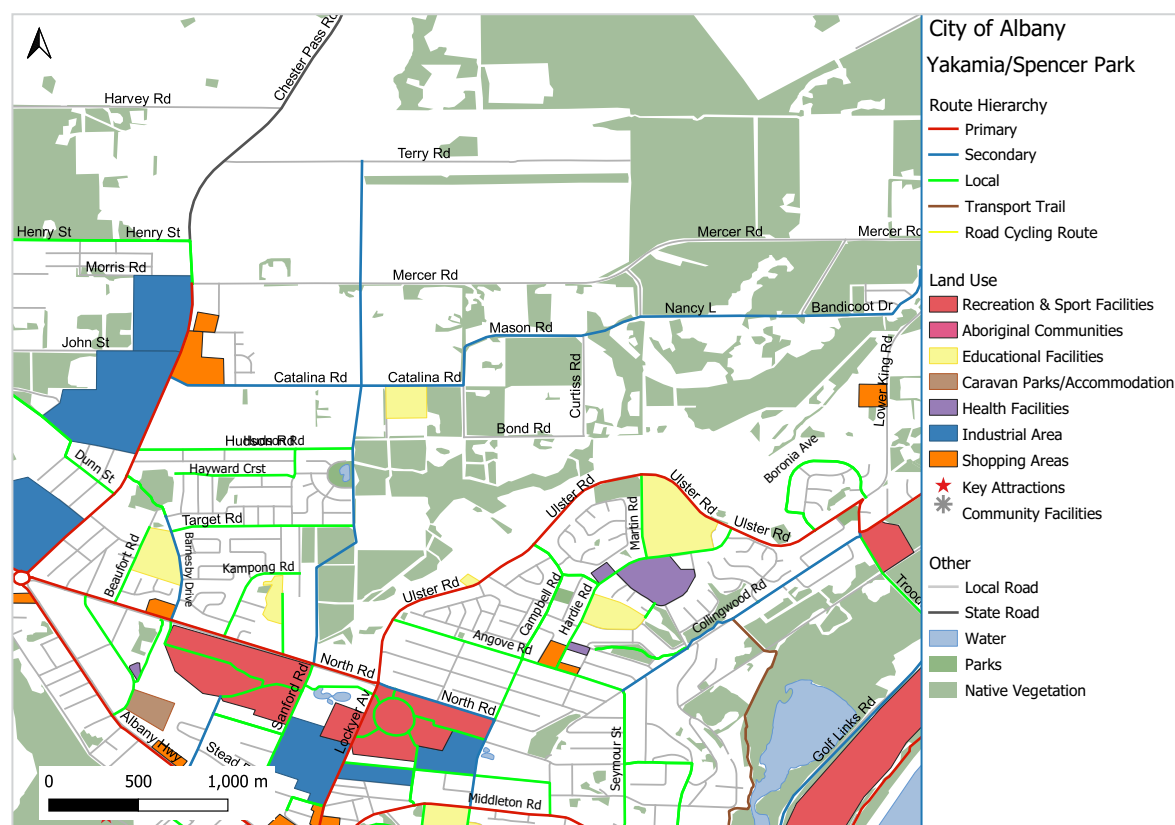 City of Albany
Yakamia/Spencer Park
Route Hierarchy
Primary
Secondary
Local
Transport Trail
Road Cycling Route
Land Use
Recreation & Sport Facilities
Aboriginal Communities
Educational Facilities
Caravan Parks/Accommodation
Health Facilities
Industrial Area
Shopping Areas
Key Attractions
Community Facilities
Other
Local Road
State Road
Water
Parks
Native Vegetation
Chester Pass Rd
Harvey Rd
Terry Rd
Henry St
Henry St
Mercer Rd
Mercer Rd
Morris Rd
Mercer Rd
Nancy L
Bandicoot Dr
Mason Rd
John St
Lower King Rd
Catalina Rd
Catalina Rd
Curtiss Rd
Bond Rd
Hudson Rd
Boronia Ave
Dunn St
Hayward Crst
Ulster Rd
Ulster Rd
Martin Rd
Target Rd
Ulster Rd
Beaufort Rd
Barnesby Drive
Kampong Rd
Ulster Rd
Campbell Rd
Hardie Rd
Collingwood Rd
Angove Rd
North Rd
Sanford Rd
North Rd
Lockyer Av
Golf Links Rd
Albany Hwy
Seymour St
Middleton Rd
0 500 1,000 m